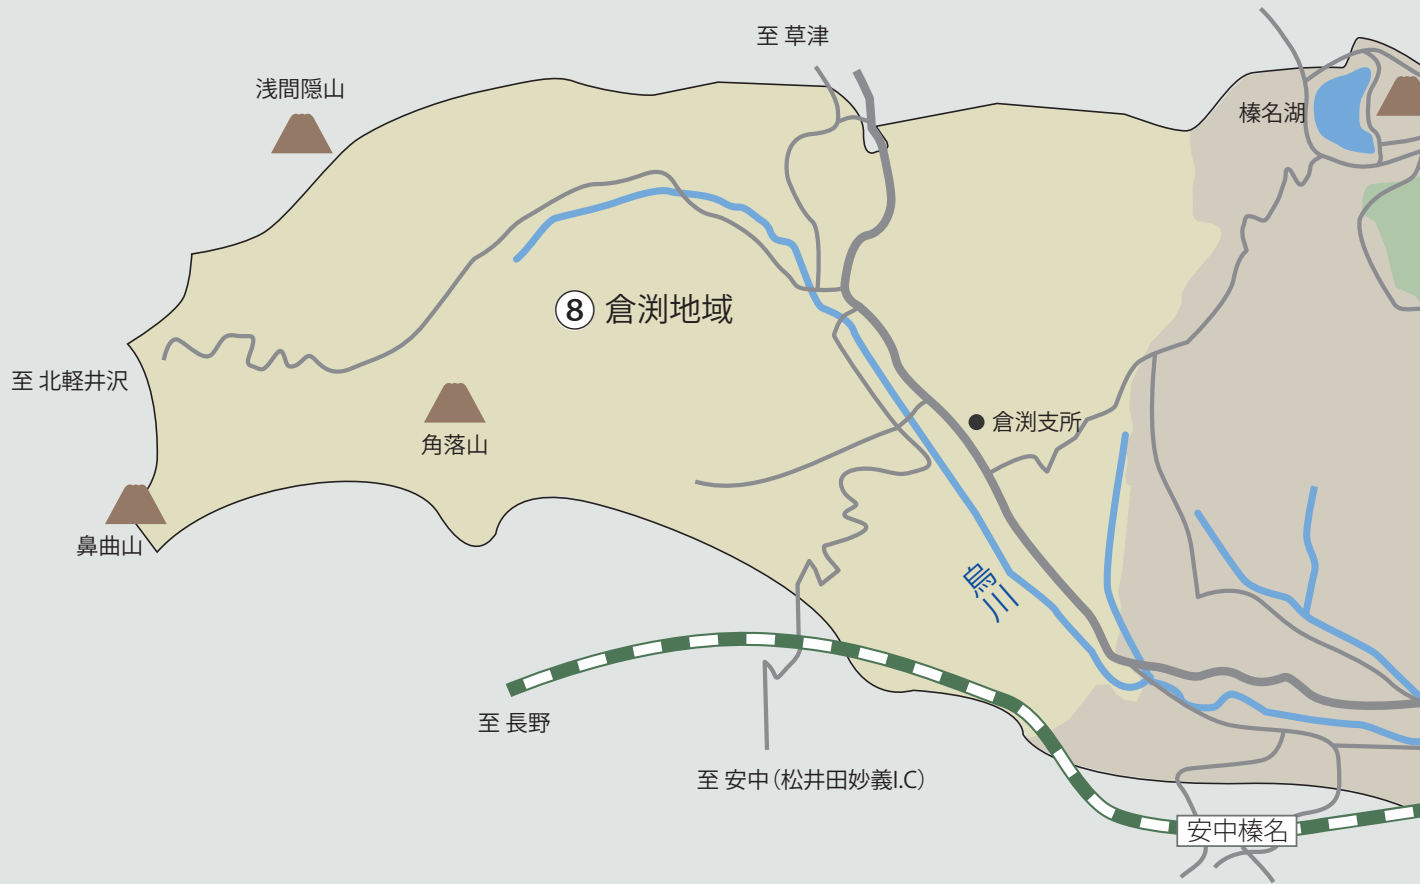 至 草津
浅間隠山
榛名湖
⑧ 倉渕地域
至 北軽井沢
倉渕支所
角落山
鼻曲山
烏川
至 長野
至 安中（松井田妙義I.C）
安中榛名